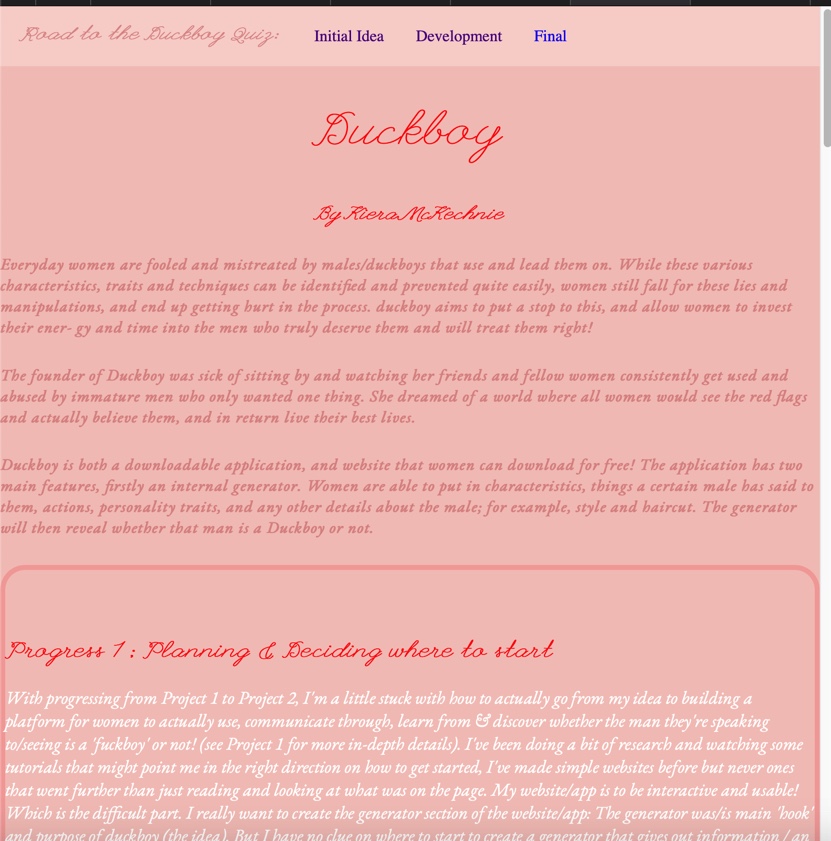 Road to the Duckboy Quiz:
Initial Idea
Development
Final
Duckboy
By Kiera McKechnie
Everyday women are fooled and mistreated by males/duckboys that use and lead them on. While these various
characteristics, traits and techniques can be identified and prevented quite easily, women still fall for these lies and
manipulations, and end up getting hurt in the process. duckboy aims to put a stop to this, and allow women to invest
their ener- gy and time into the men who truly deserve them and will treat them right!
The founder of Duckboy was sick of sitting by and watching her friends and fellow women consistently get used and
abused by immature men who only wanted one thing. She dreamed of a world where all women would see the red flags
and actually believe them, and in return live their best lives.
Duckboy is both a downloadable application, and website that women can download for free! The application has two
main features, firstly an internal generator. Women are able to put in characteristics, things a certain male has said to
them, actions, personality traits, and any other details about the male; for example, style and haircut. The generator
will then reveal whether that man is a Duckboy or not.
Progress 1 : Planning & Deciding where to start
With progressing from Project 1 to Project 2, I'm a little stuck with how to actually go from my idea to building a
platform for women to actually use, communicate through, learn from & discover whether the man they're speaking
to/seeing is a 'fuckboy' or not! (see Project 1 for more in-depth details). I've been doing a bit of research and watching some
tutorials that might point me in the right direction on how to get started, I've made simple websites before but never ones
that went further than just reading and looking at what was on the page. My website/app is to be interactive and usable!
Which is the difficult part. I really want to create the generator section of the website/app: The generator was/is main 'hook'
and purpose of duckboy (the idea). But I have no clue on where to start to create a generator that gives out information / an